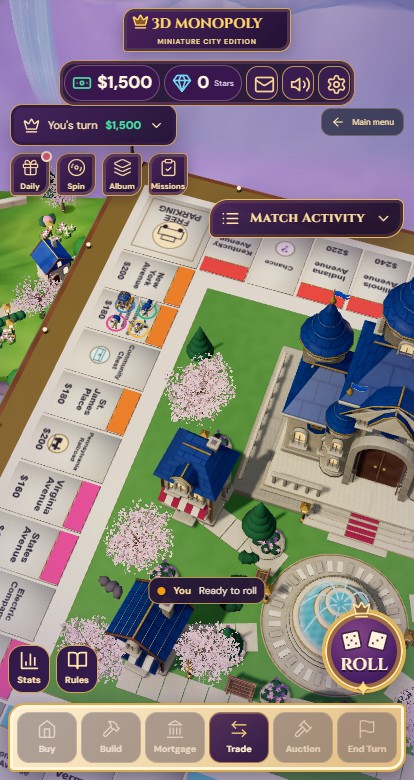 3D MONOPOLY
MINIATURE CITY EDITION
$1,500
0 Stars
You's turn $1,500
Main menu
Daily
Spin
Album
Missions
MATCH ACTIVITY
FREE
PARKING
Kentucky
Avenue
Chance
$220
Indiana
Avenue
$240
Illinois
Avenue
$200
New
York
Avenue
$180
Community
Chest
$180
St.
James
Place
$200
Pennsylvania
Railroad
$160
Virginia
Avenue
States
Avenue
Electric
Company
You Ready to roll
ROLL
Stats
Rules
Buy
Build
Mortgage
Trade
Auction
End Turn